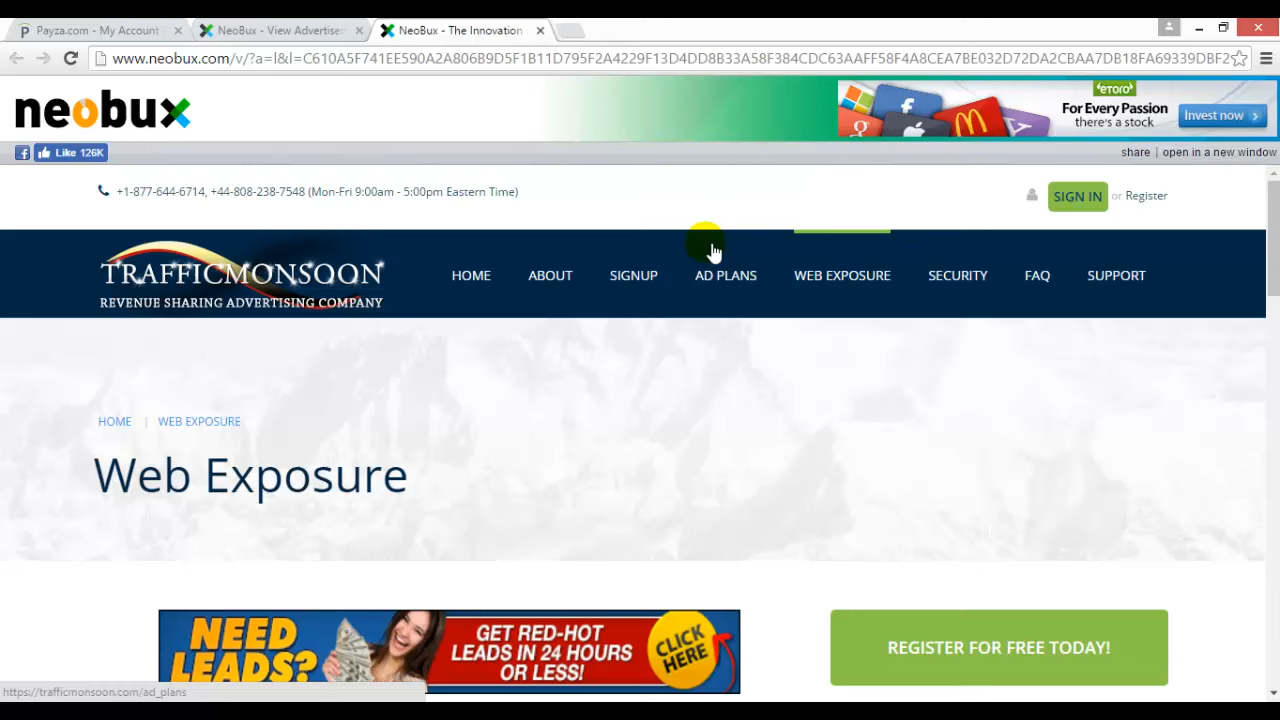 Payza.com - My Account
NeoBux - View Advertise
NeoBux - The Innovation
www.neobux.com/v/?a=l&l=C610A5F741EE590A2A806B9D5F1B11D795F2A4229F13D4DD8B33A58F384CDC63AAFF58F4A8CEA7BE032D72DA2CBAA7DB18FA69339DBF2
neobux
eTORO
For Every Passion
there's a stock
Invest now
Like 126K
share | open in a new window
+1-877-644-6714, +44-808-238-7548 (Mon-Fri 9:00am - 5:00pm Eastern Time)
SIGN IN or Register
TRAFFICMONSOON
REVENUE SHARING ADVERTISING COMPANY
HOME ABOUT SIGNUP AD PLANS WEB EXPOSURE SECURITY FAQ SUPPORT
HOME | WEB EXPOSURE
Web Exposure
NEED
LEADS?
GET RED-HOT
LEADS IN 24 HOURS
OR LESS!
CLICK
HERE
REGISTER FOR FREE TODAY!
https://trafficmonsoon.com/ad_plans